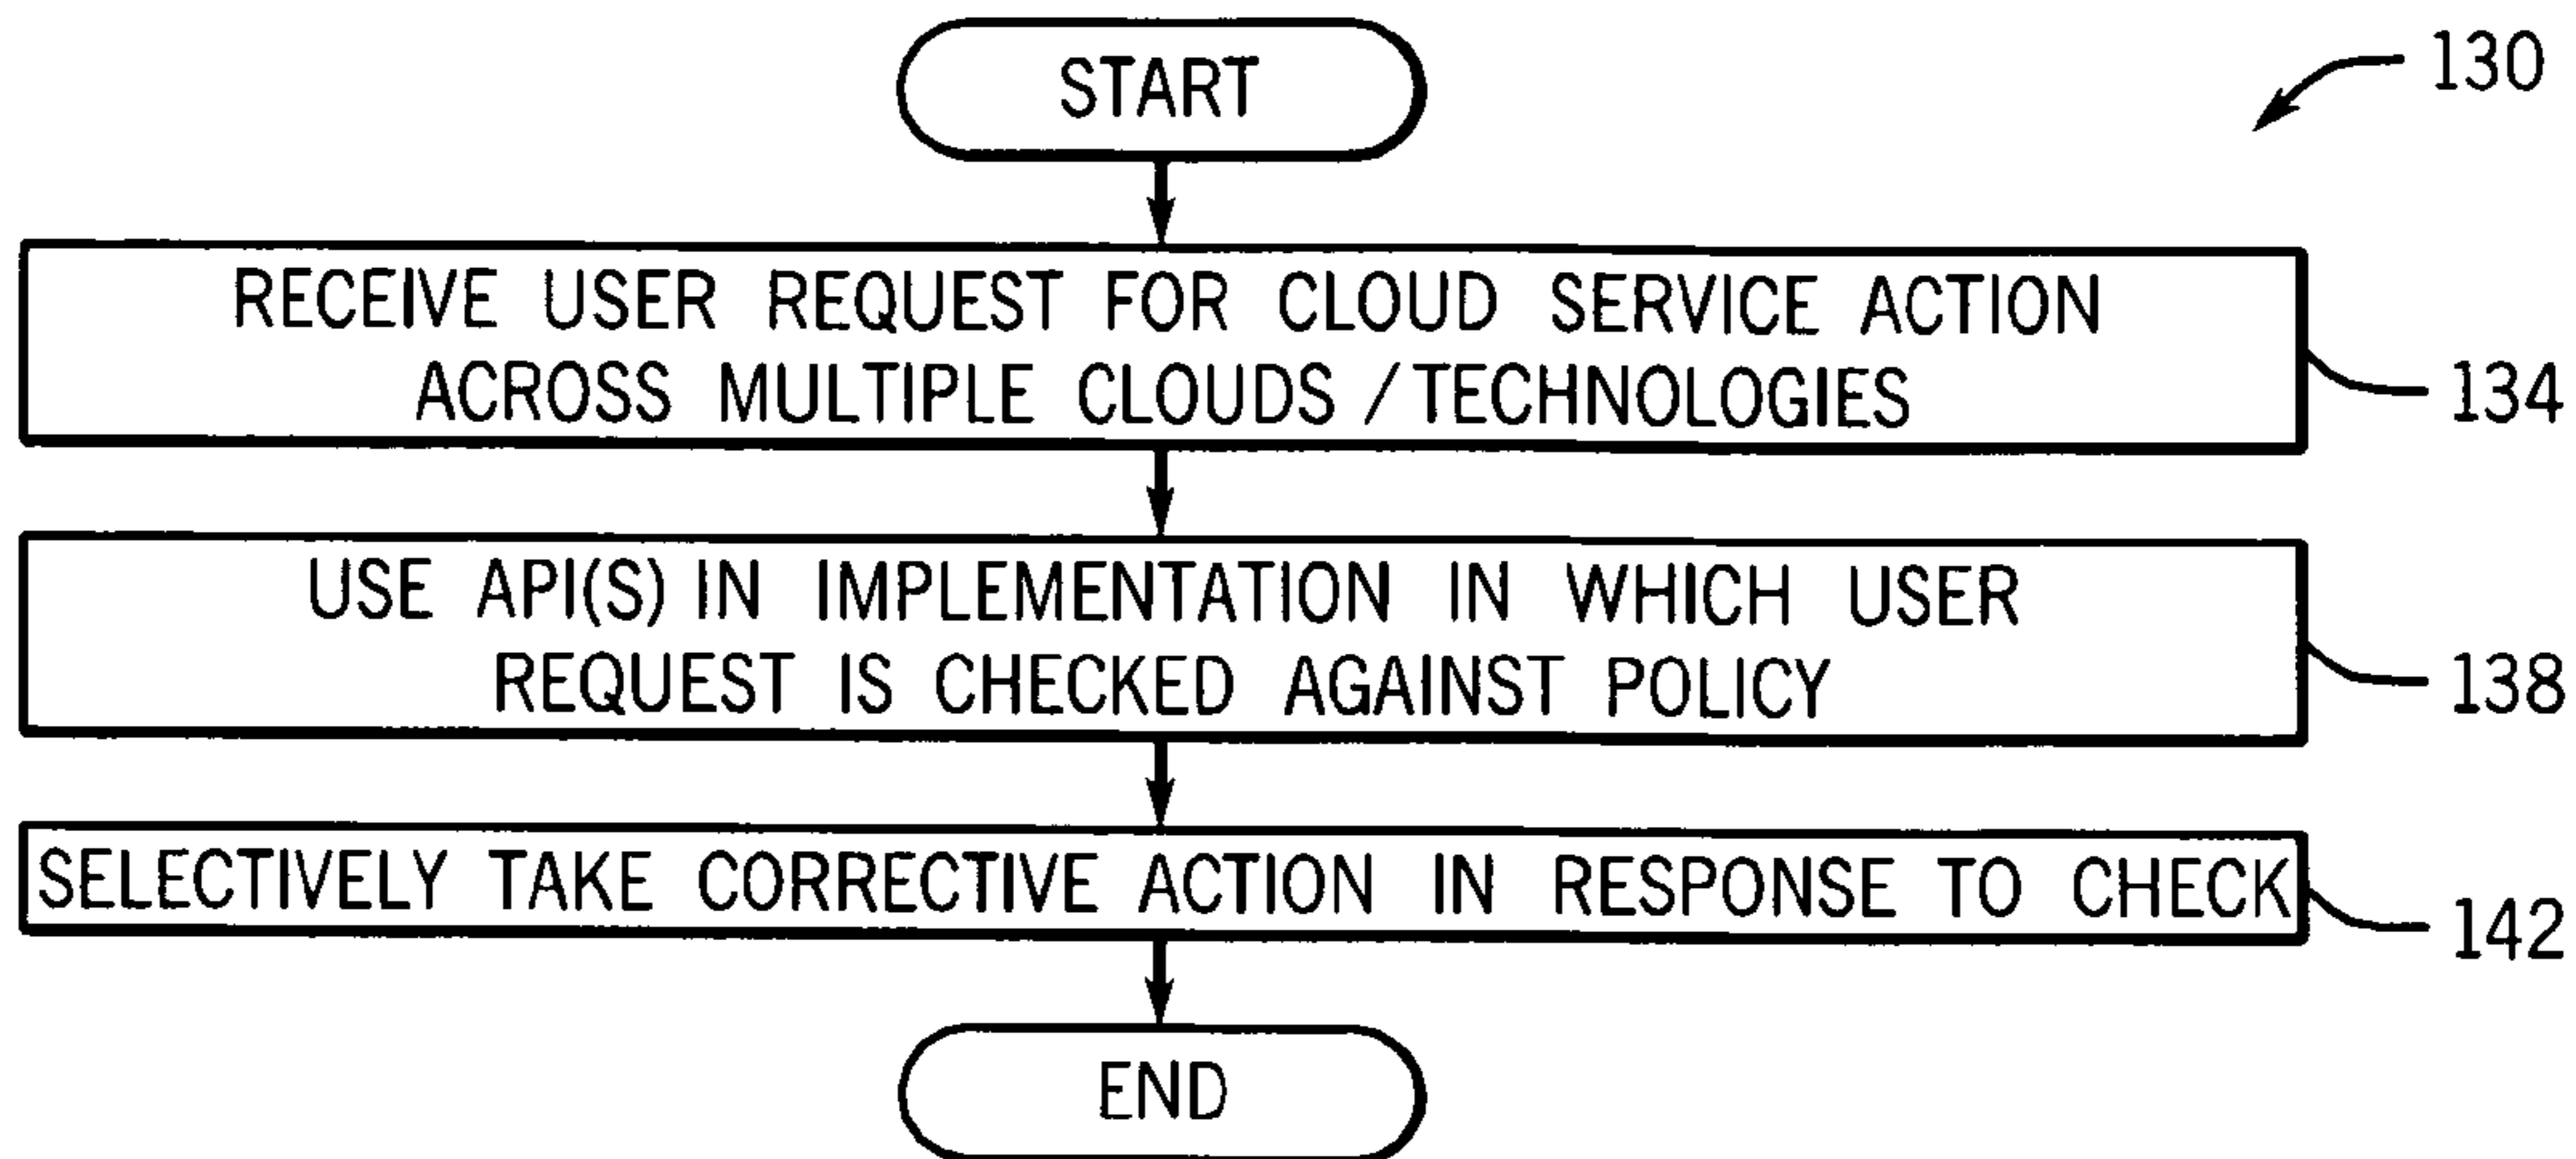 START
130
RECEIVE USER REQUEST FOR CLOUD SERVICE ACTION
ACROSS MULTIPLE CLOUDS / TECHNOLOGIES
134
USE API(S) IN IMPLEMENTATION IN WHICH USER
REQUEST IS CHECKED AGAINST POLICY
138
SELECTIVELY TAKE CORRECTIVE ACTION IN RESPONSE TO CHECK
142
END